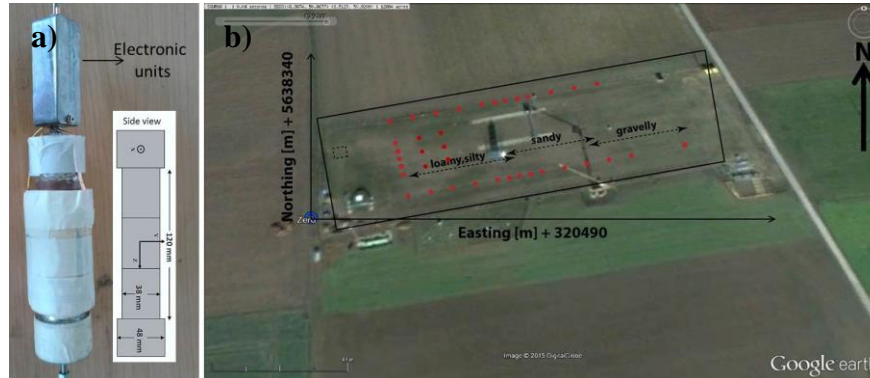 a)
Electronic
units
Side view
X
Y
Z
120 mm
38 mm
48 mm
b)
N
Northing [m] + 5638340
gravelly
sandy
loamy,silty
Zero
Easting [m] + 320490
Image © 2015 DigitalGlobe
Google earth